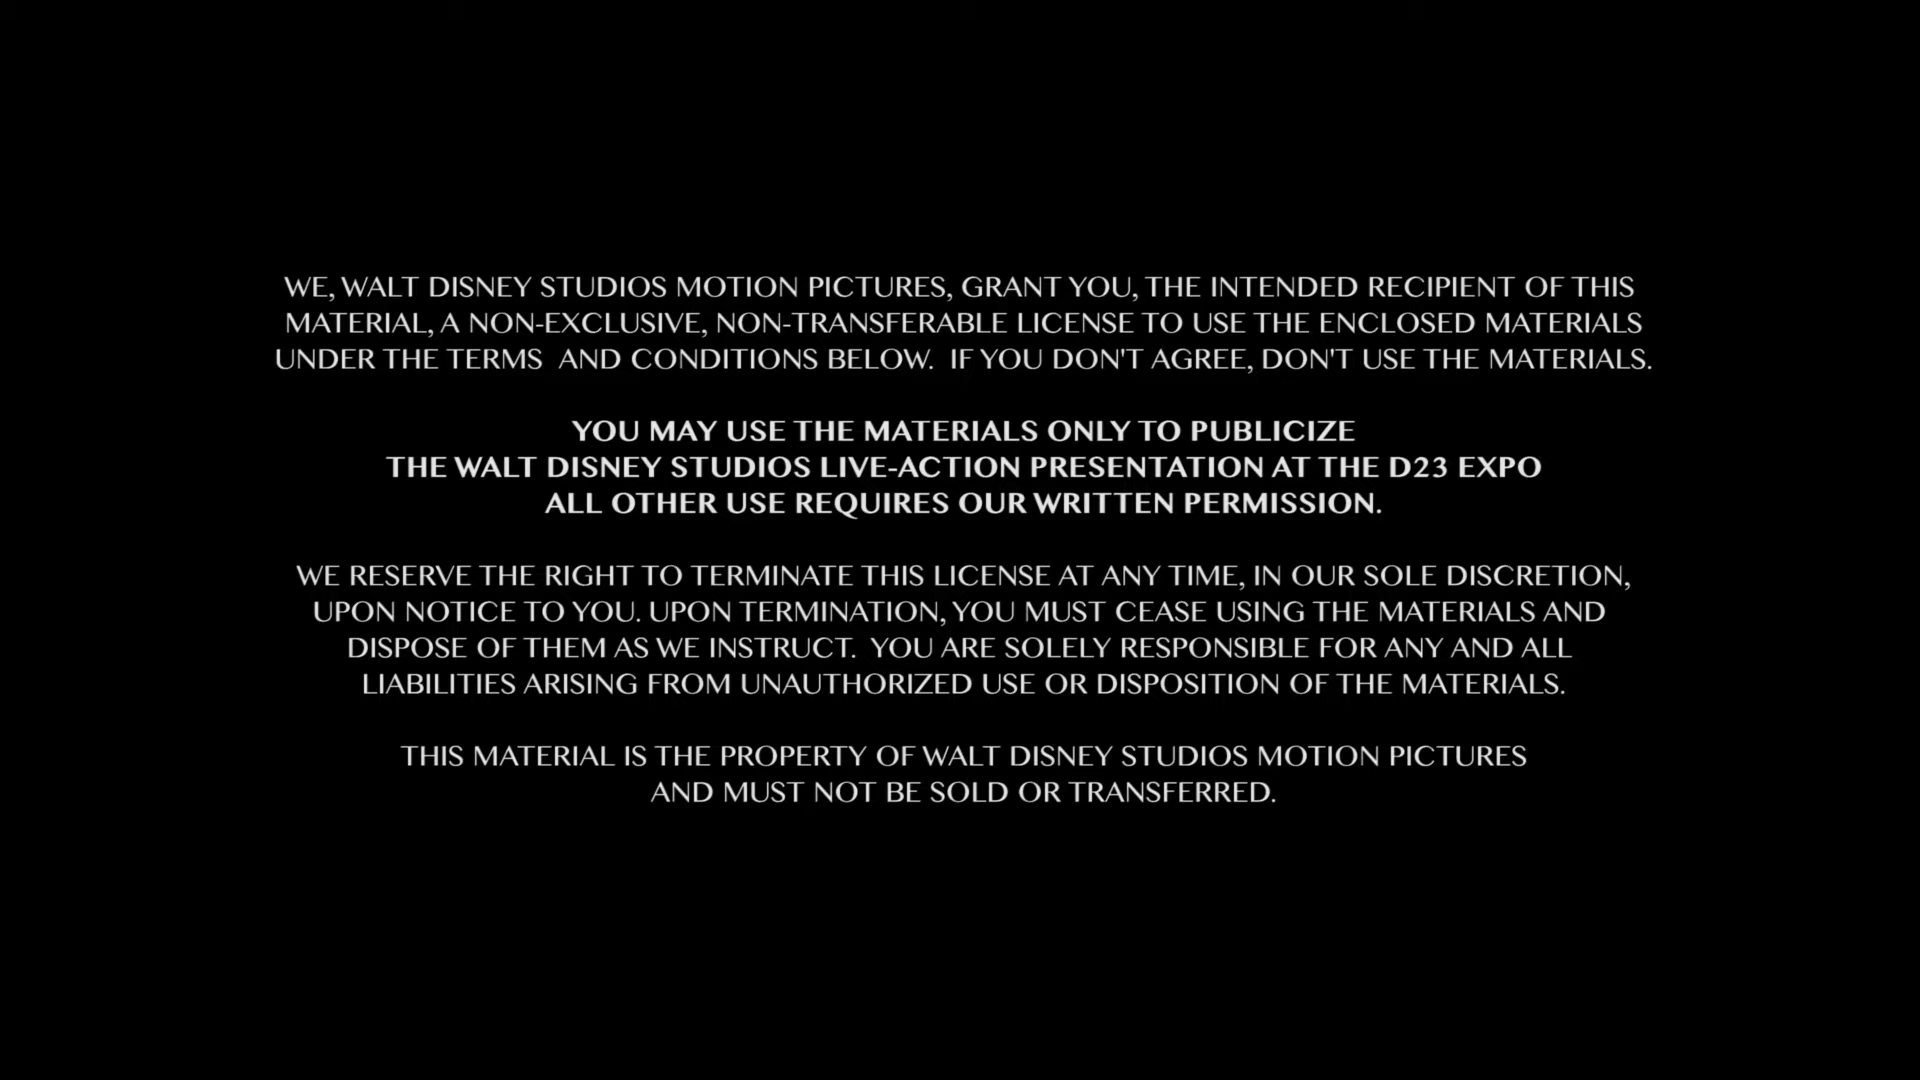 WE, WALT DISNEY STUDIOS MOTION PICTURES, GRANT YOU, THE INTENDED RECIPIENT OF THIS
MATERIAL, A NON-EXCLUSIVE, NON-TRANSFERABLE LICENSE TO USE THE ENCLOSED MATERIALS
UNDER THE TERMS  AND CONDITIONS BELOW.  IF YOU DON'T AGREE, DON'T USE THE MATERIALS.
YOU MAY USE THE MATERIALS ONLY TO PUBLICIZE
THE WALT DISNEY STUDIOS LIVE-ACTION PRESENTATION AT THE D23 EXPO
ALL OTHER USE REQUIRES OUR WRITTEN PERMISSION.
WE RESERVE THE RIGHT TO TERMINATE THIS LICENSE AT ANY TIME, IN OUR SOLE DISCRETION,
UPON NOTICE TO YOU. UPON TERMINATION, YOU MUST CEASE USING THE MATERIALS AND
DISPOSE OF THEM AS WE INSTRUCT.  YOU ARE SOLELY RESPONSIBLE FOR ANY AND ALL
LIABILITIES ARISING FROM UNAUTHORIZED USE OR DISPOSITION OF THE MATERIALS.
THIS MATERIAL IS THE PROPERTY OF WALT DISNEY STUDIOS MOTION PICTURES
AND MUST NOT BE SOLD OR TRANSFERRED.